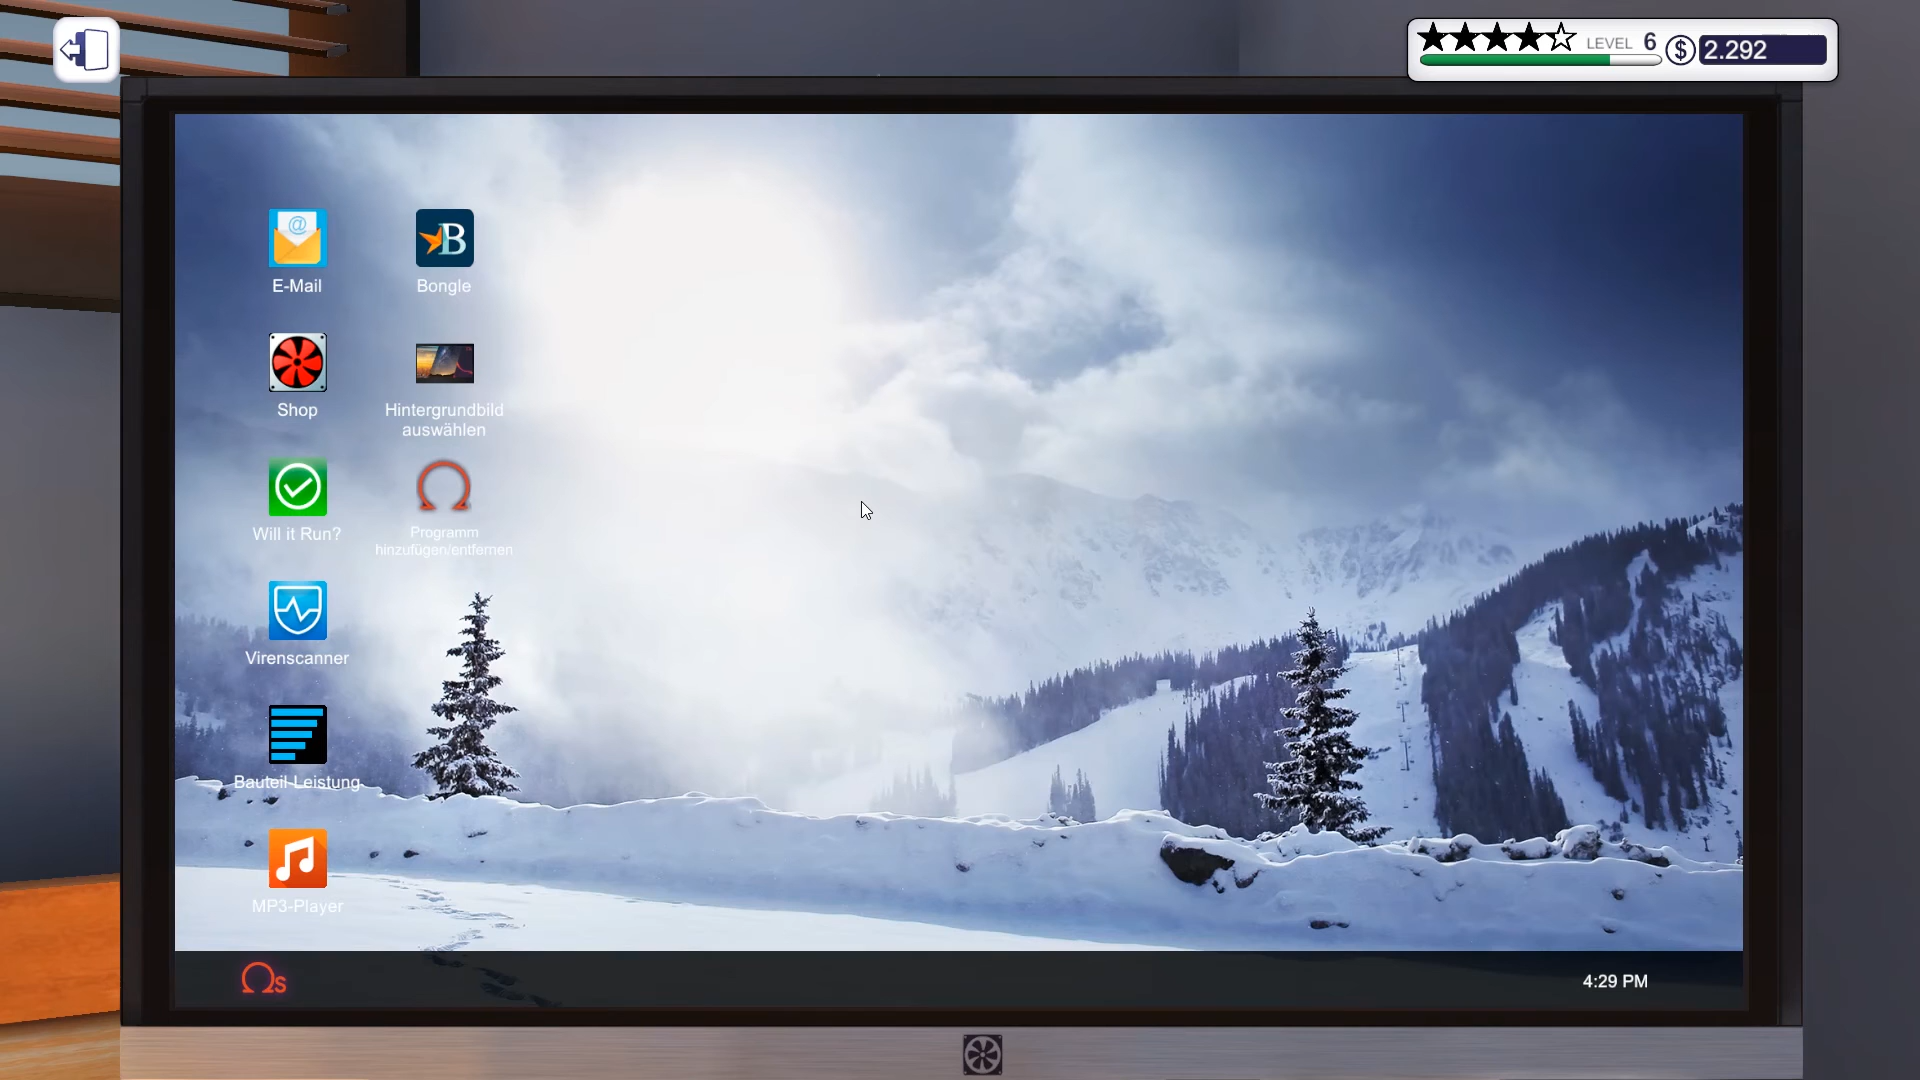 LEVEL 6
2.292
E-Mail
Bongle
Shop
Hintergrundbild
auswählen
Will it Run?
Programm
hinzufügen/entfernen
Virenscanner
Bauteil-Leistung
MP3-Player
Ωs
4:29 PM